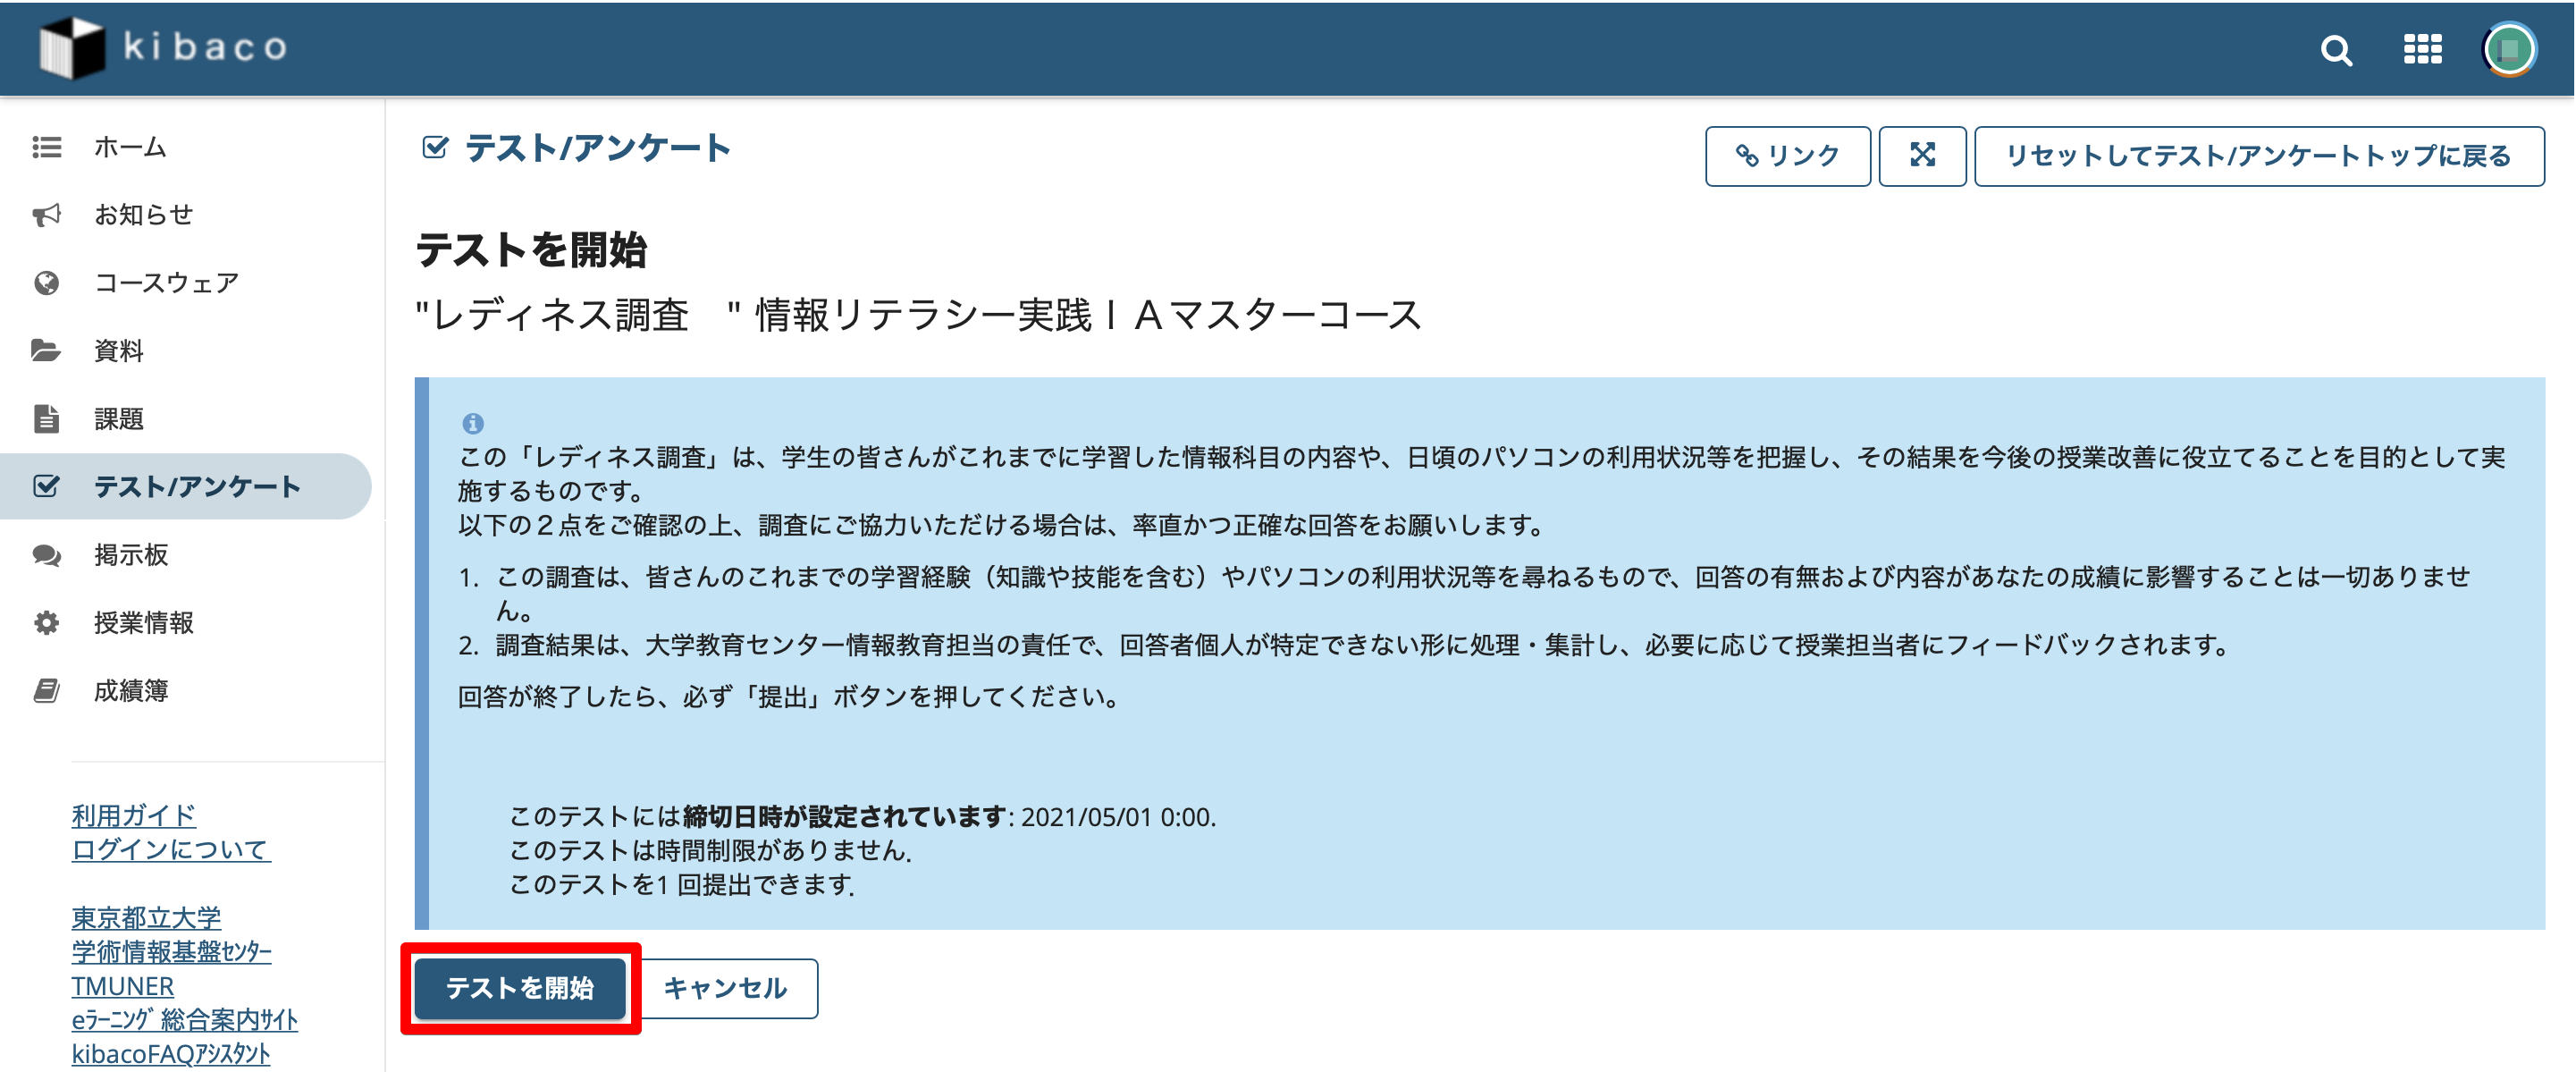 kibaco
ホーム
お知らせ
コースウェア
資料
課題
テスト/アンケート
掲示板
授業情報
成績簿
利用ガイド
ログインについて
東京都立大学
学術情報基盤ｾﾝﾀｰ
TMUNER
eﾗｰﾆﾝｸﾞ総合案内ｻｲﾄ
kibacoFAQｱｼｽﾀﾝﾄ
テスト/アンケート
リンク
リセットしてテスト/アンケートトップに戻る
テストを開始
"レディネス調査　" 情報リテラシー実践ⅠＡマスターコース
この「レディネス調査」は、学生の皆さんがこれまでに学習した情報科目の内容や、日頃のパソコンの利用状況等を把握し、その結果を今後の授業改善に役立てることを目的として実
施するものです。
以下の２点をご確認の上、調査にご協力いただける場合は、率直かつ正確な回答をお願いします。
1. この調査は、皆さんのこれまでの学習経験（知識や技能を含む）やパソコンの利用状況等を尋ねるもので、回答の有無および内容があなたの成績に影響することは一切ありませ
ん。
2. 調査結果は、大学教育センター情報教育担当の責任で、回答者個人が特定できない形に処理・集計し、必要に応じて授業担当者にフィードバックされます。
回答が終了したら、必ず「提出」ボタンを押してください。
このテストには締切日時が設定されています: 2021/05/01 0:00.
このテストは時間制限がありません.
このテストを1 回提出できます.
テストを開始
キャンセル